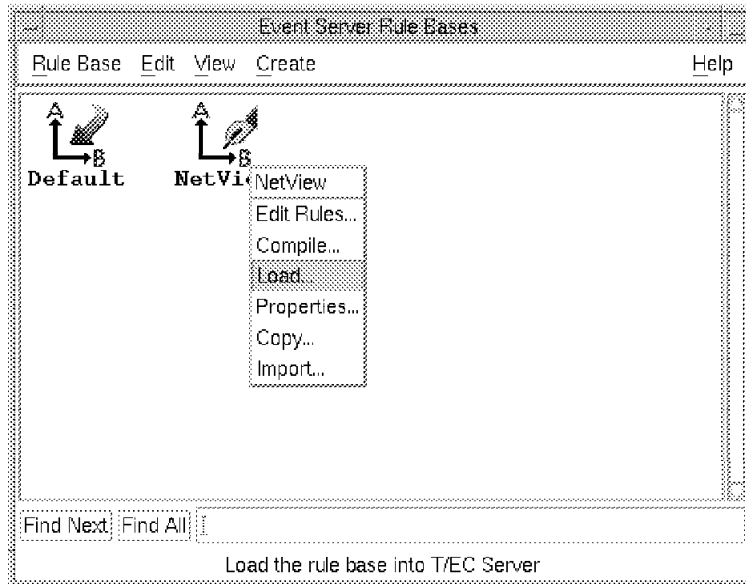 Event Server Rule Bases
Rule Base Edit View Create Help
A A
B B
Default NetVi
NetView
Edit Rules...
Compile...
Load...
Properties...
Copy...
Import...
Find Next Find All
Load the rule base into T/EC Server